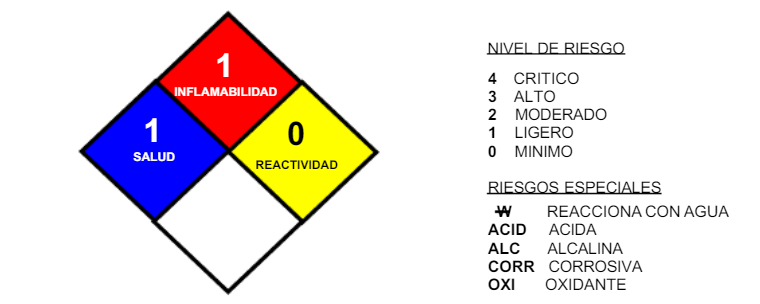 1
INFLAMABILIDAD
1
SALUD
0
REACTIVIDAD
NIVEL DE RIESGO
4 CRITICO
3 ALTO
2 MODERADO
1 LIGERO
0 MINIMO
RIESGOS ESPECIALES
W REACCIONA CON AGUA
ACID ACIDA
ALC ALCALINA
CORR CORROSIVA
OXI OXIDANTE